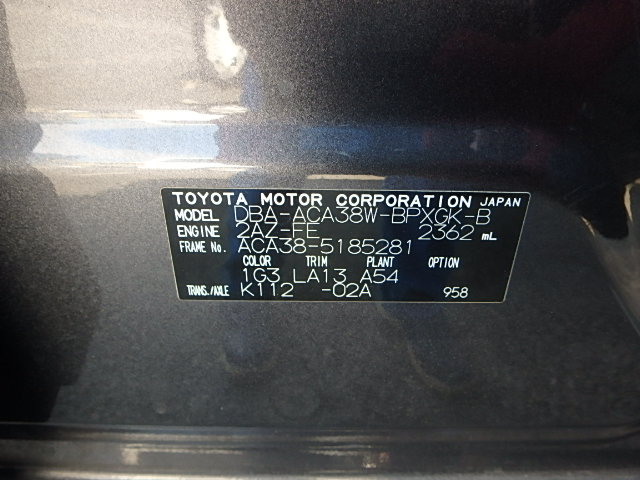 TOYOTA MOTOR CORPORATION JAPAN
MODEL DBA-ACA38W-BPXGK-B
ENGINE 2AZ-FE 2362 mL
FRAME No. ACA38-5185281
COLOR TRIM PLANT OPTION
1G3 LA13 A54
TRANS./AXLE K112 -02A 958